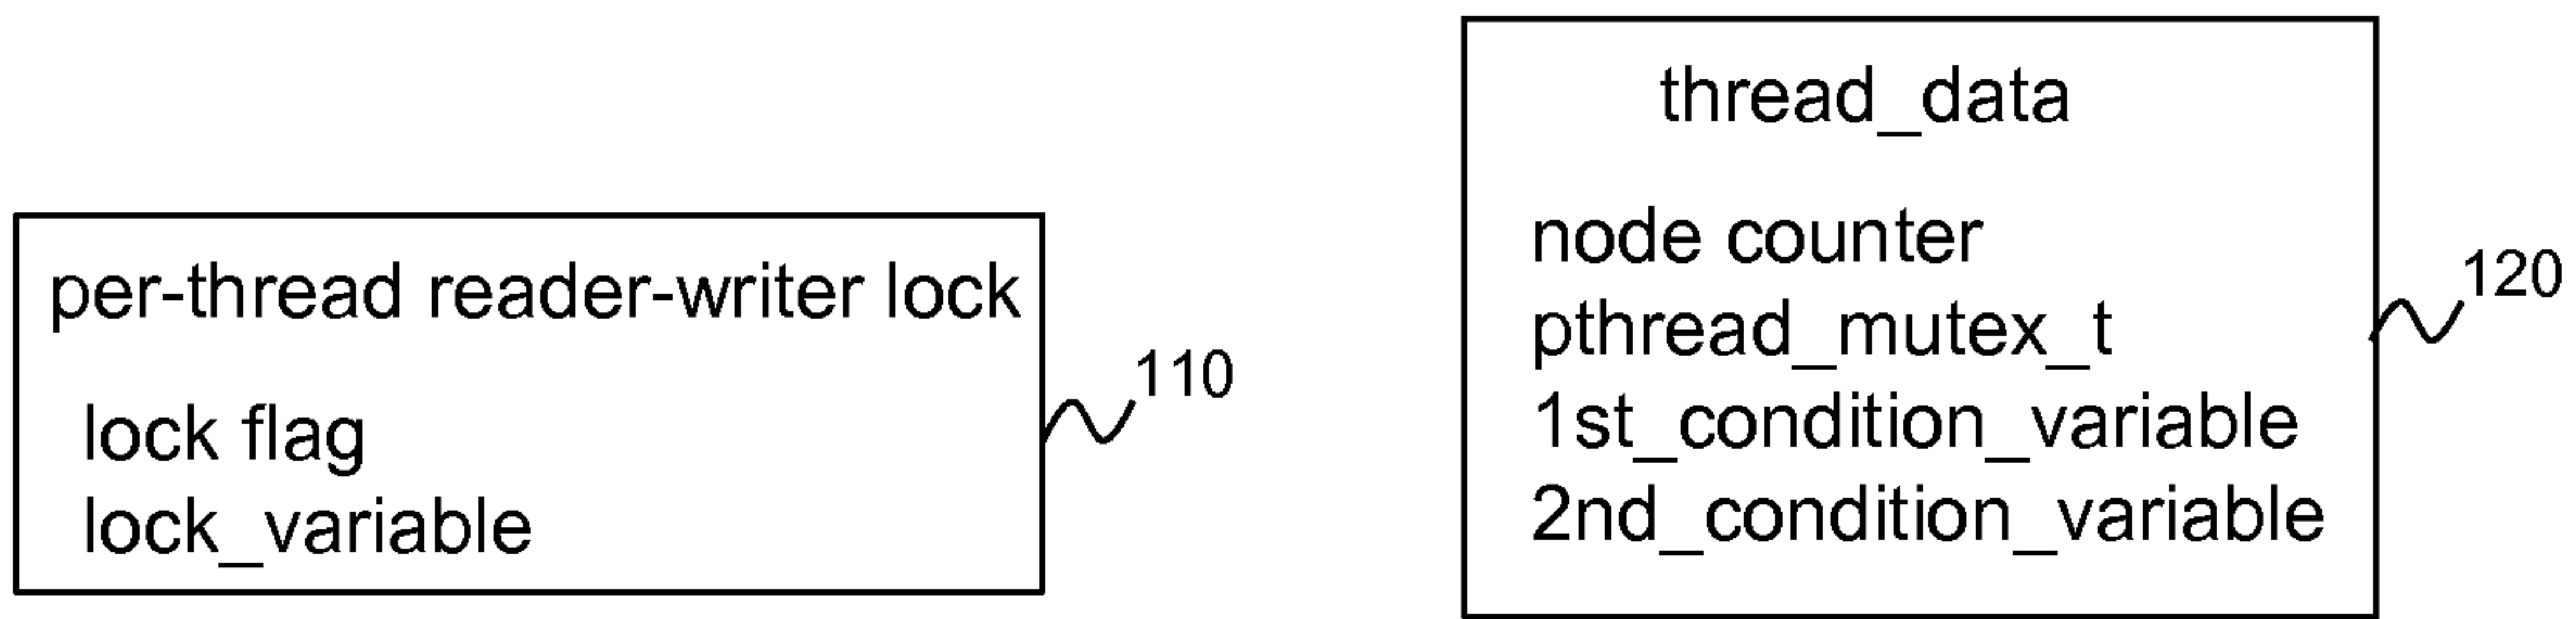 per-thread reader-writer lock
lock flag
lock_variable
110
thread_data
node counter
pthread_mutex_t
1st_condition_variable
2nd_condition_variable
120